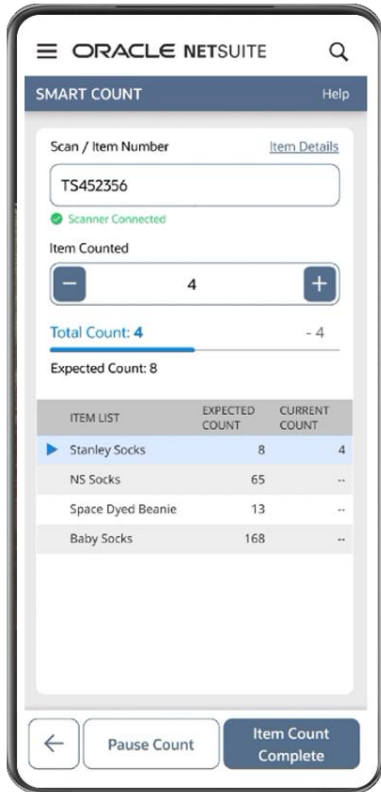 ORACLE NETSUITE
SMART COUNT Help
Scan / Item Number Item Details
TS452356
Scanner Connected
Item Counted
− 4 +
Total Count: 4 - 4
Expected Count: 8
ITEM LIST EXPECTED COUNT CURRENT COUNT
Stanley Socks 8 4
NS Socks 65 --
Space Dyed Beanie 13 --
Baby Socks 168 --
Pause Count
Item Count
Complete